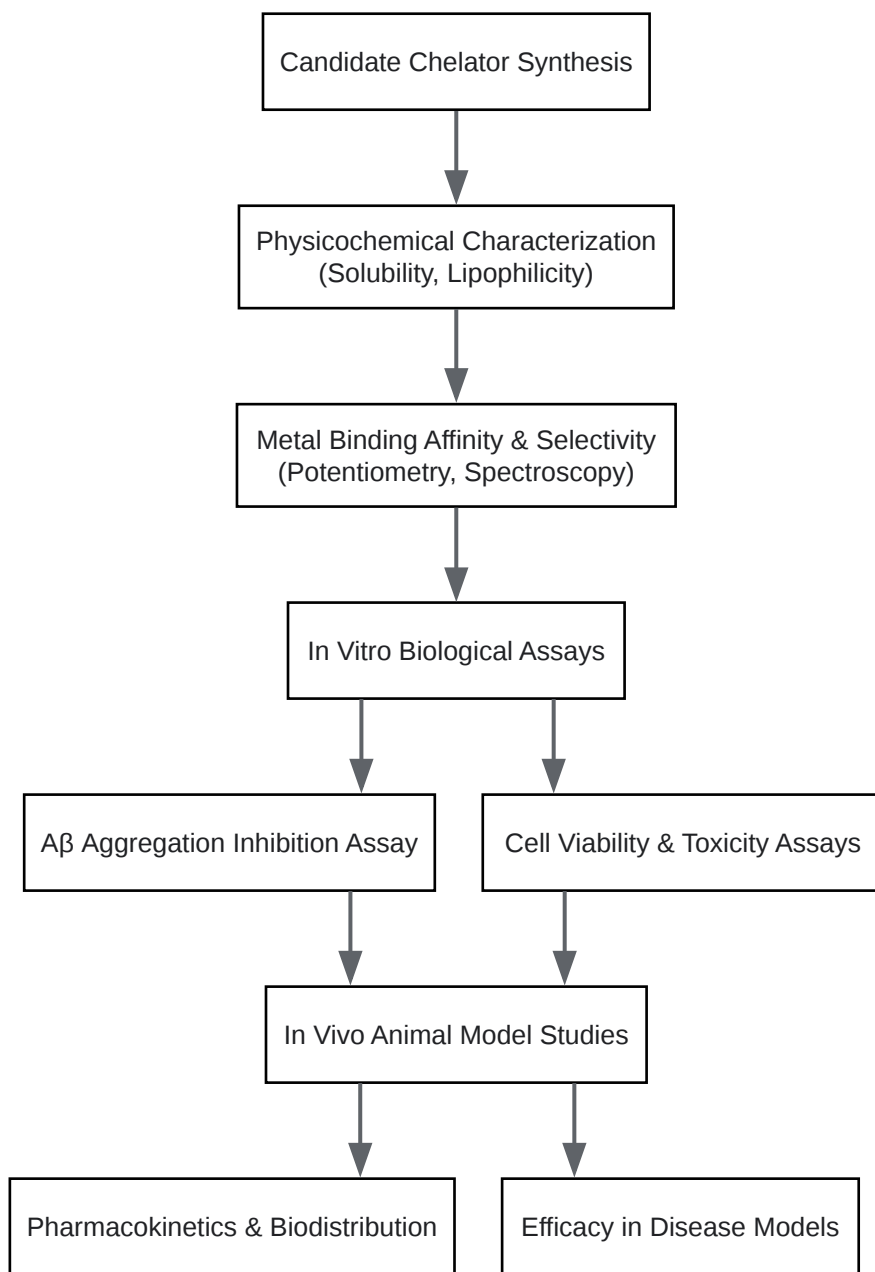 Candidate Chelator Synthesis
Physicochemical Characterization
(Solubility, Lipophilicity)
Metal Binding Affinity & Selectivity
(Potentiometry, Spectroscopy)
In Vitro Biological Assays
Aβ Aggregation Inhibition Assay
Cell Viability & Toxicity Assays
In Vivo Animal Model Studies
Pharmacokinetics & Biodistribution
Efficacy in Disease Models